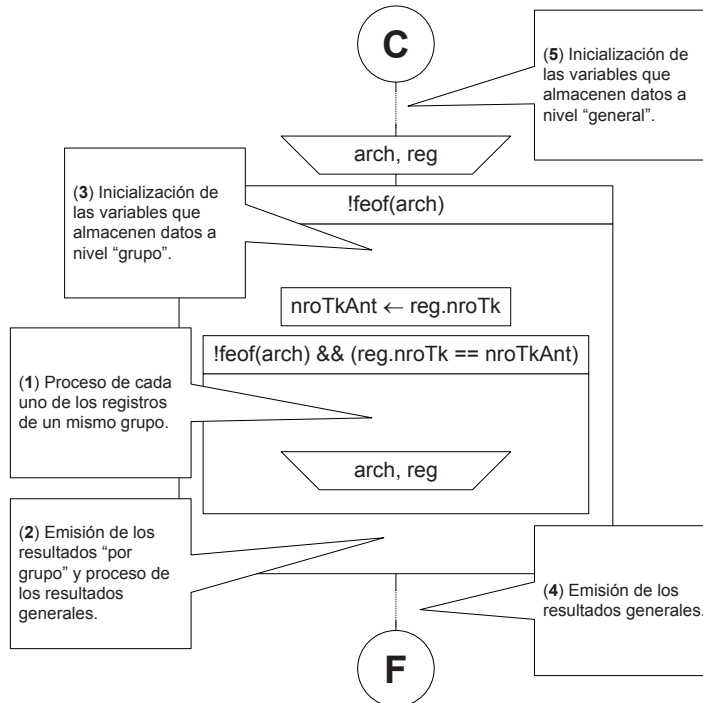 C
(5) Inicialización de
las variables que
almacenen datos a
nivel “general”.
arch, reg
(3) Inicialización de
las variables que
almacenen datos a
nivel “grupo”.
!feof(arch)
nroTkAnt ← reg.nroTk
!feof(arch) && (reg.nroTk == nroTkAnt)
(1) Proceso de cada
uno de los registros
de un mismo grupo.
arch, reg
(2) Emisión de los
resultados “por
grupo” y proceso de
los resultados
generales.
(4) Emisión de los
resultados generales.
F